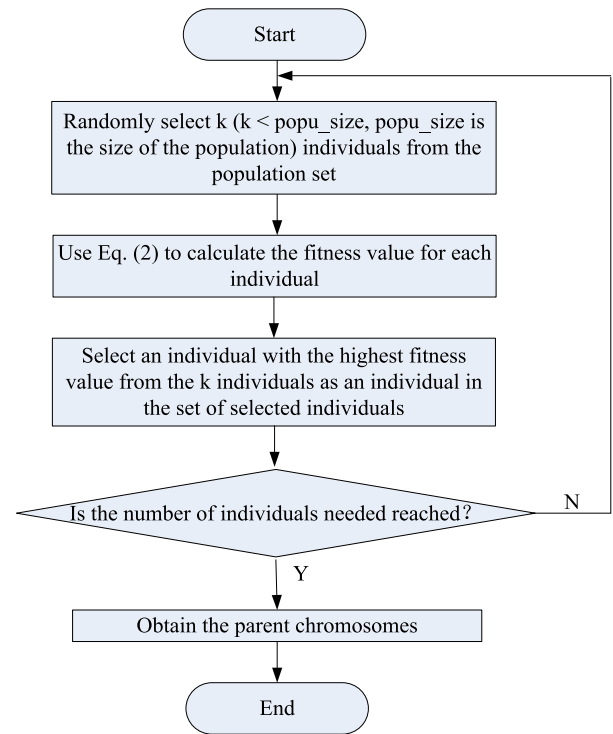 Start
Randomly select k (k < popu_size, popu_size is
the size of the population) individuals from the
population set
Use Eq. (2) to calculate the fitness value for each
individual
Select an individual with the highest fitness
value from the k individuals as an individual in
the set of selected individuals
Is the number of individuals needed reached?
N
Y
Obtain the parent chromosomes
End